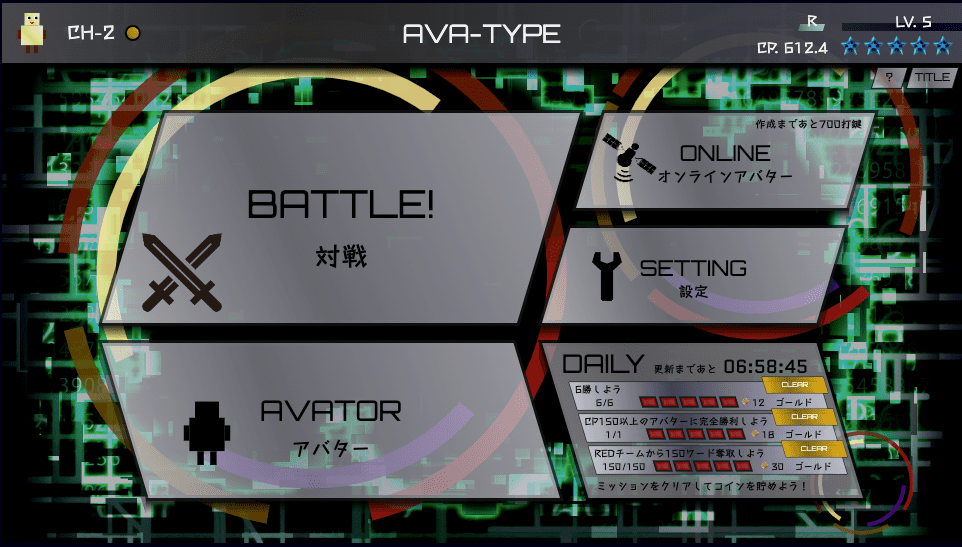 CH-2
AVA-TYPE
R
LV. 5
CP. 612.4
?
TITLE
BATTLE!
対戦
作成まであと700打鍵
ONLINE
オンラインアバター
SETTING
設定
AVATOR
アバター
DAILY 更新まであと 06:58:45
6勝しよう
CLEAR
6/6 12 ゴールド
CP150以上のアバターに完全勝利しよう
CLEAR
1/1 18 ゴールド
REDチームから150ワード奪取しよう
CLEAR
150/150 30 ゴールド
ミッションをクリアしてコインを貯めよう！